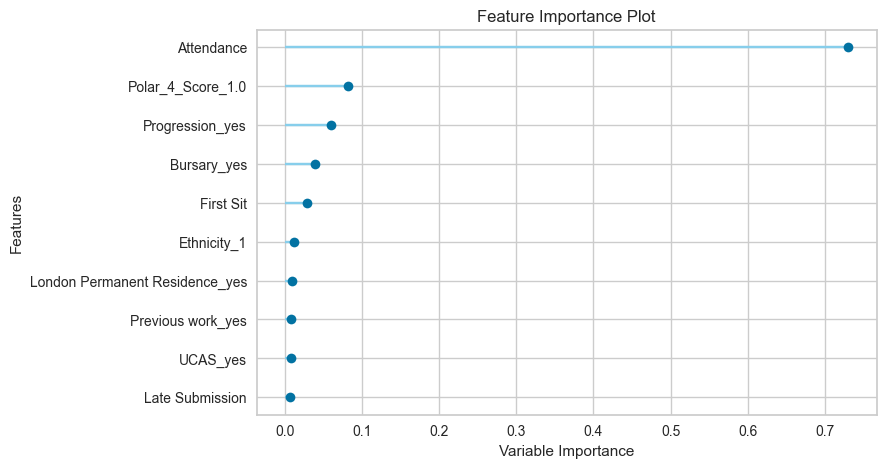 Feature Importance Plot
Attendance
Polar_4_Score_1.0
Progression_yes
Bursary_yes
First Sit
Ethnicity_1
London Permanent Residence_yes
Previous work_yes
UCAS_yes
Late Submission
Features
0.0 0.1 0.2 0.3 0.4 0.5 0.6 0.7
Variable Importance